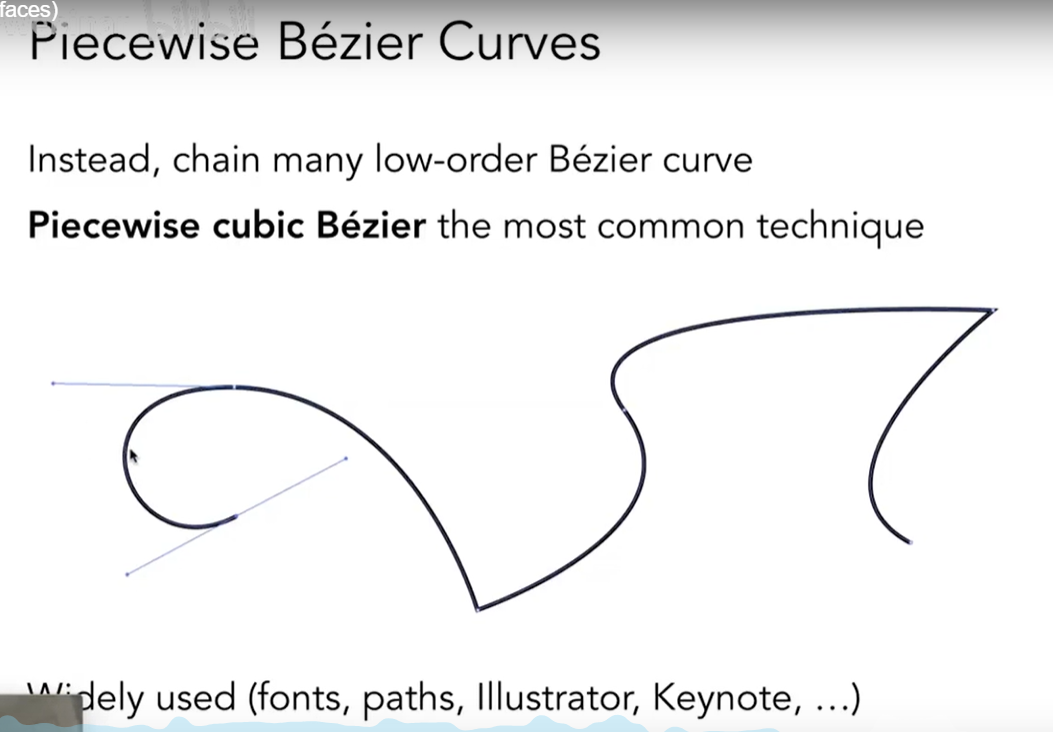 faces)
Piecewise Bézier Curves
Instead, chain many low-order Bézier curve
Piecewise cubic Bézier the most common technique
Widely used (fonts, paths, Illustrator, Keynote, ...)